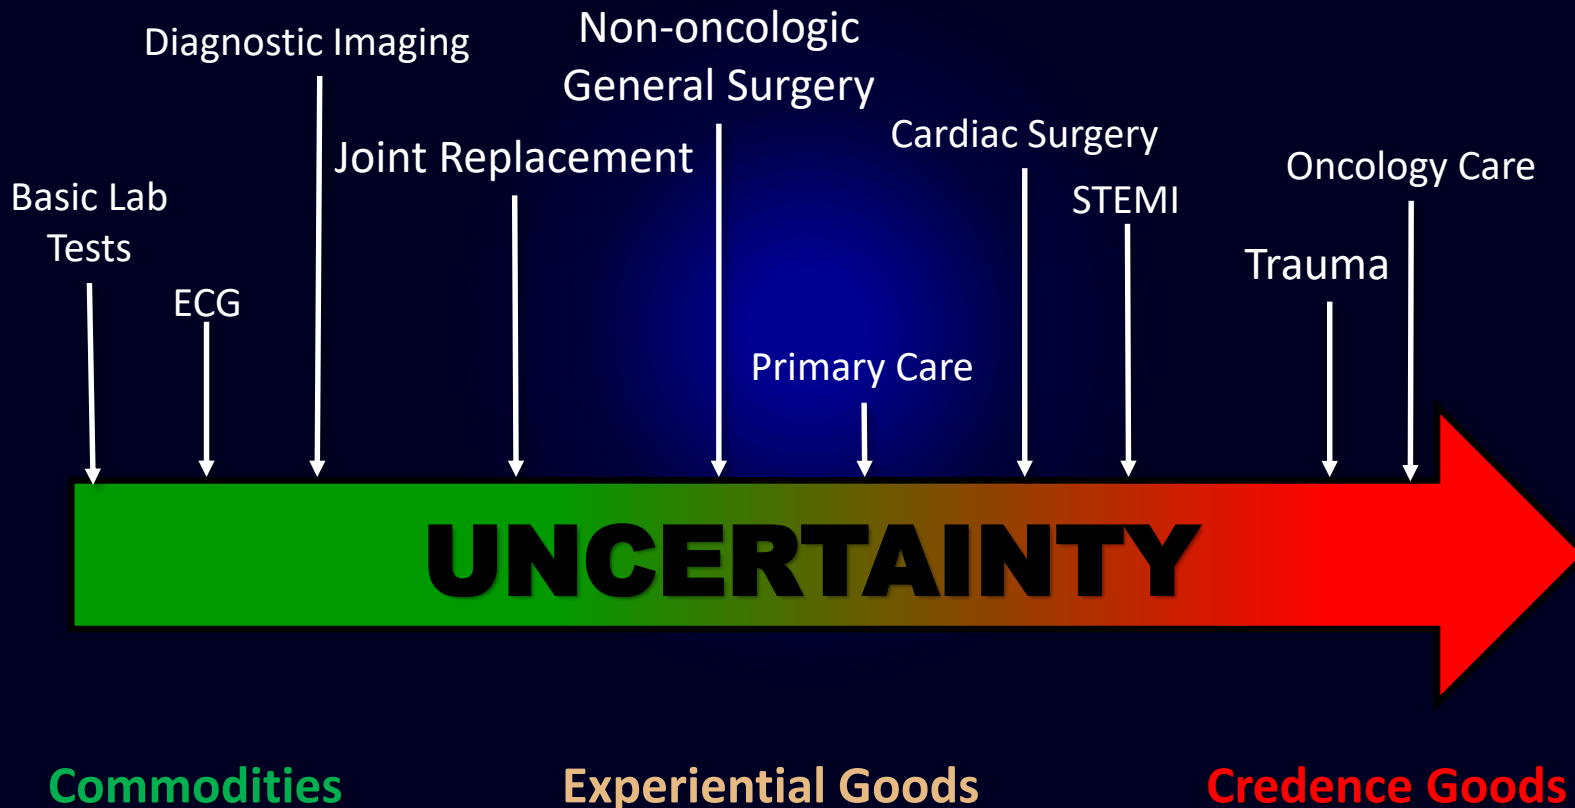 Diagnostic Imaging
Non-oncologic
General Surgery
Joint Replacement
Cardiac Surgery
Oncology Care
Basic Lab
Tests
STEMI
ECG
Trauma
Primary Care
UNCERTAINTY
Commodities
Experiential Goods
Credence Goods